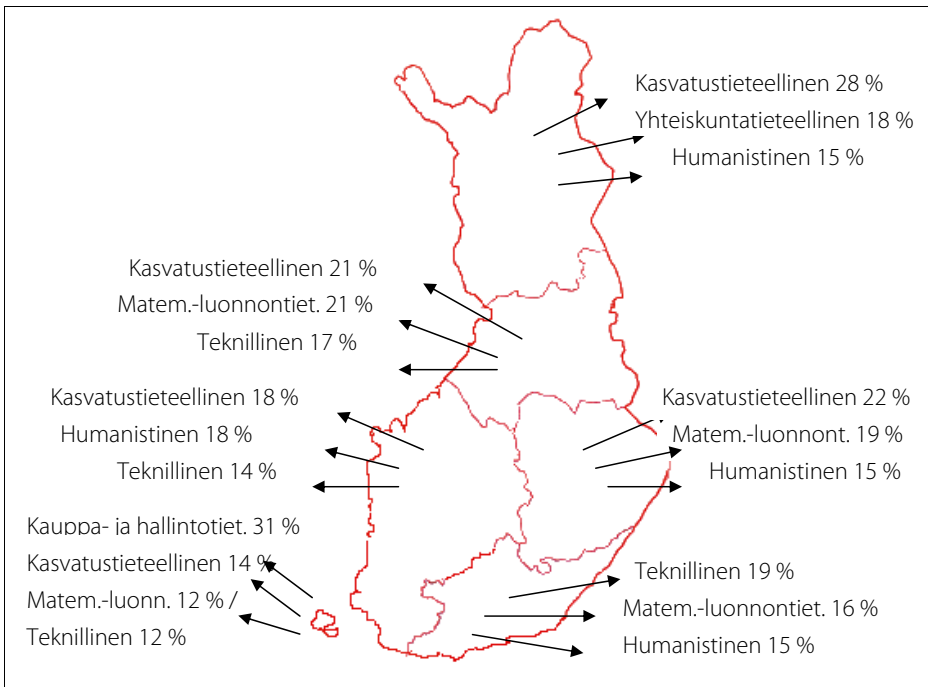 Kasvatustieteellinen 28 %
Yhteiskuntatieteellinen 18 %
Humanistinen 15 %
Kasvatustieteellinen 21 %
Matem.-luonnontiet. 21 %
Teknillinen 17 %
Kasvatustieteellinen 18 %
Humanistinen 18 %
Teknillinen 14 %
Kasvatustieteellinen 22 %
Matem.-luonnont. 19 %
Humanistinen 15 %
Kauppa- ja hallintotiet. 31 %
Kasvatustieteellinen 14 %
Matem.-luonn. 12 % /
Teknillinen 12 %
Teknillinen 19 %
Matem.-luonnontiet. 16 %
Humanistinen 15 %